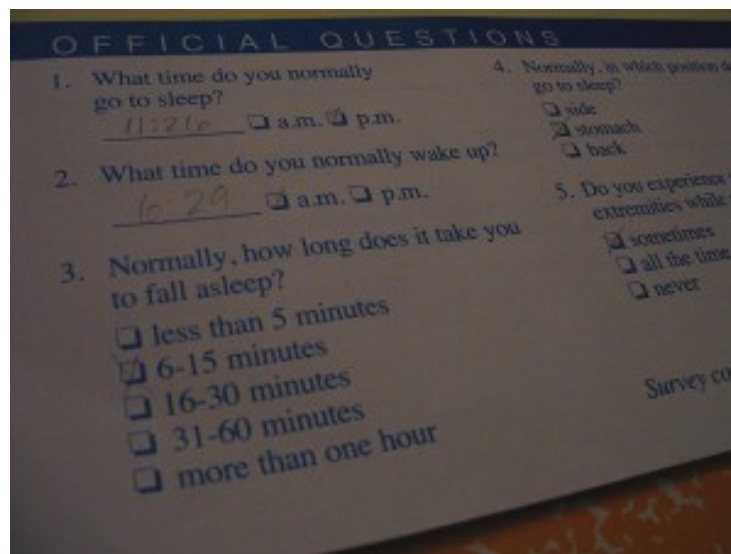 OFFICIAL QUESTIONS
1. What time do you normally
go to sleep?
11:26 a.m. p.m.
2. What time do you normally wake up?
6:29 a.m. p.m.
3. Normally, how long does it take you
to fall asleep?
less than 5 minutes
6-15 minutes
16-30 minutes
31-60 minutes
more than one hour
4. Normally, in which position
go to sleep?
side
stomach
back
5. Do you experience
extremities while
sometimes
all the time
never
Survey